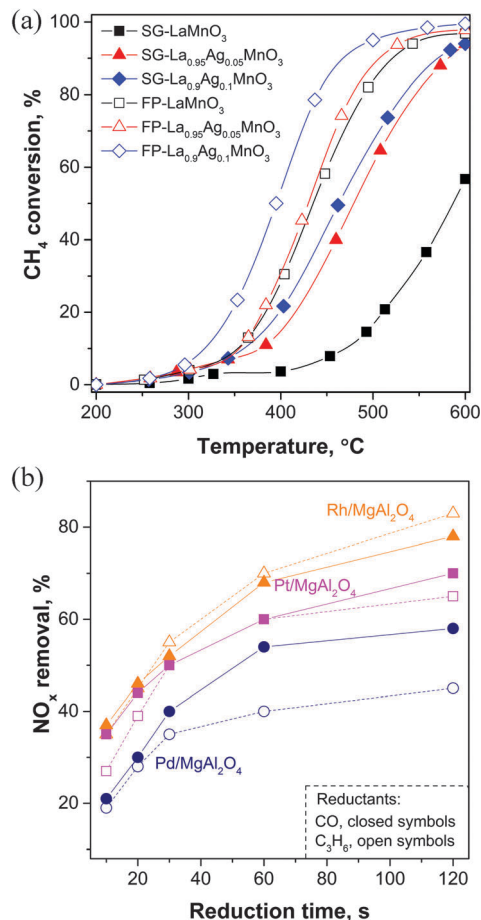 (a)
100
80
60
40
20
0
CH₄ conversion, %
SG-LaMnO₃
SG-La₀.₉₅Ag₀.₀₅MnO₃
SG-La₀.₉Ag₀.₁MnO₃
FP-LaMnO₃
FP-La₀.₉₅Ag₀.₀₅MnO₃
FP-La₀.₉Ag₀.₁MnO₃
200 300 400 500 600
Temperature, °C
(b)
80
60
40
20
NOₓ removal, %
Rh/MgAl₂O₄
Pt/MgAl₂O₄
Pd/MgAl₂O₄
Reductants:
CO, closed symbols
C₃H₆, open symbols
20 40 60 80 100 120
Reduction time, s